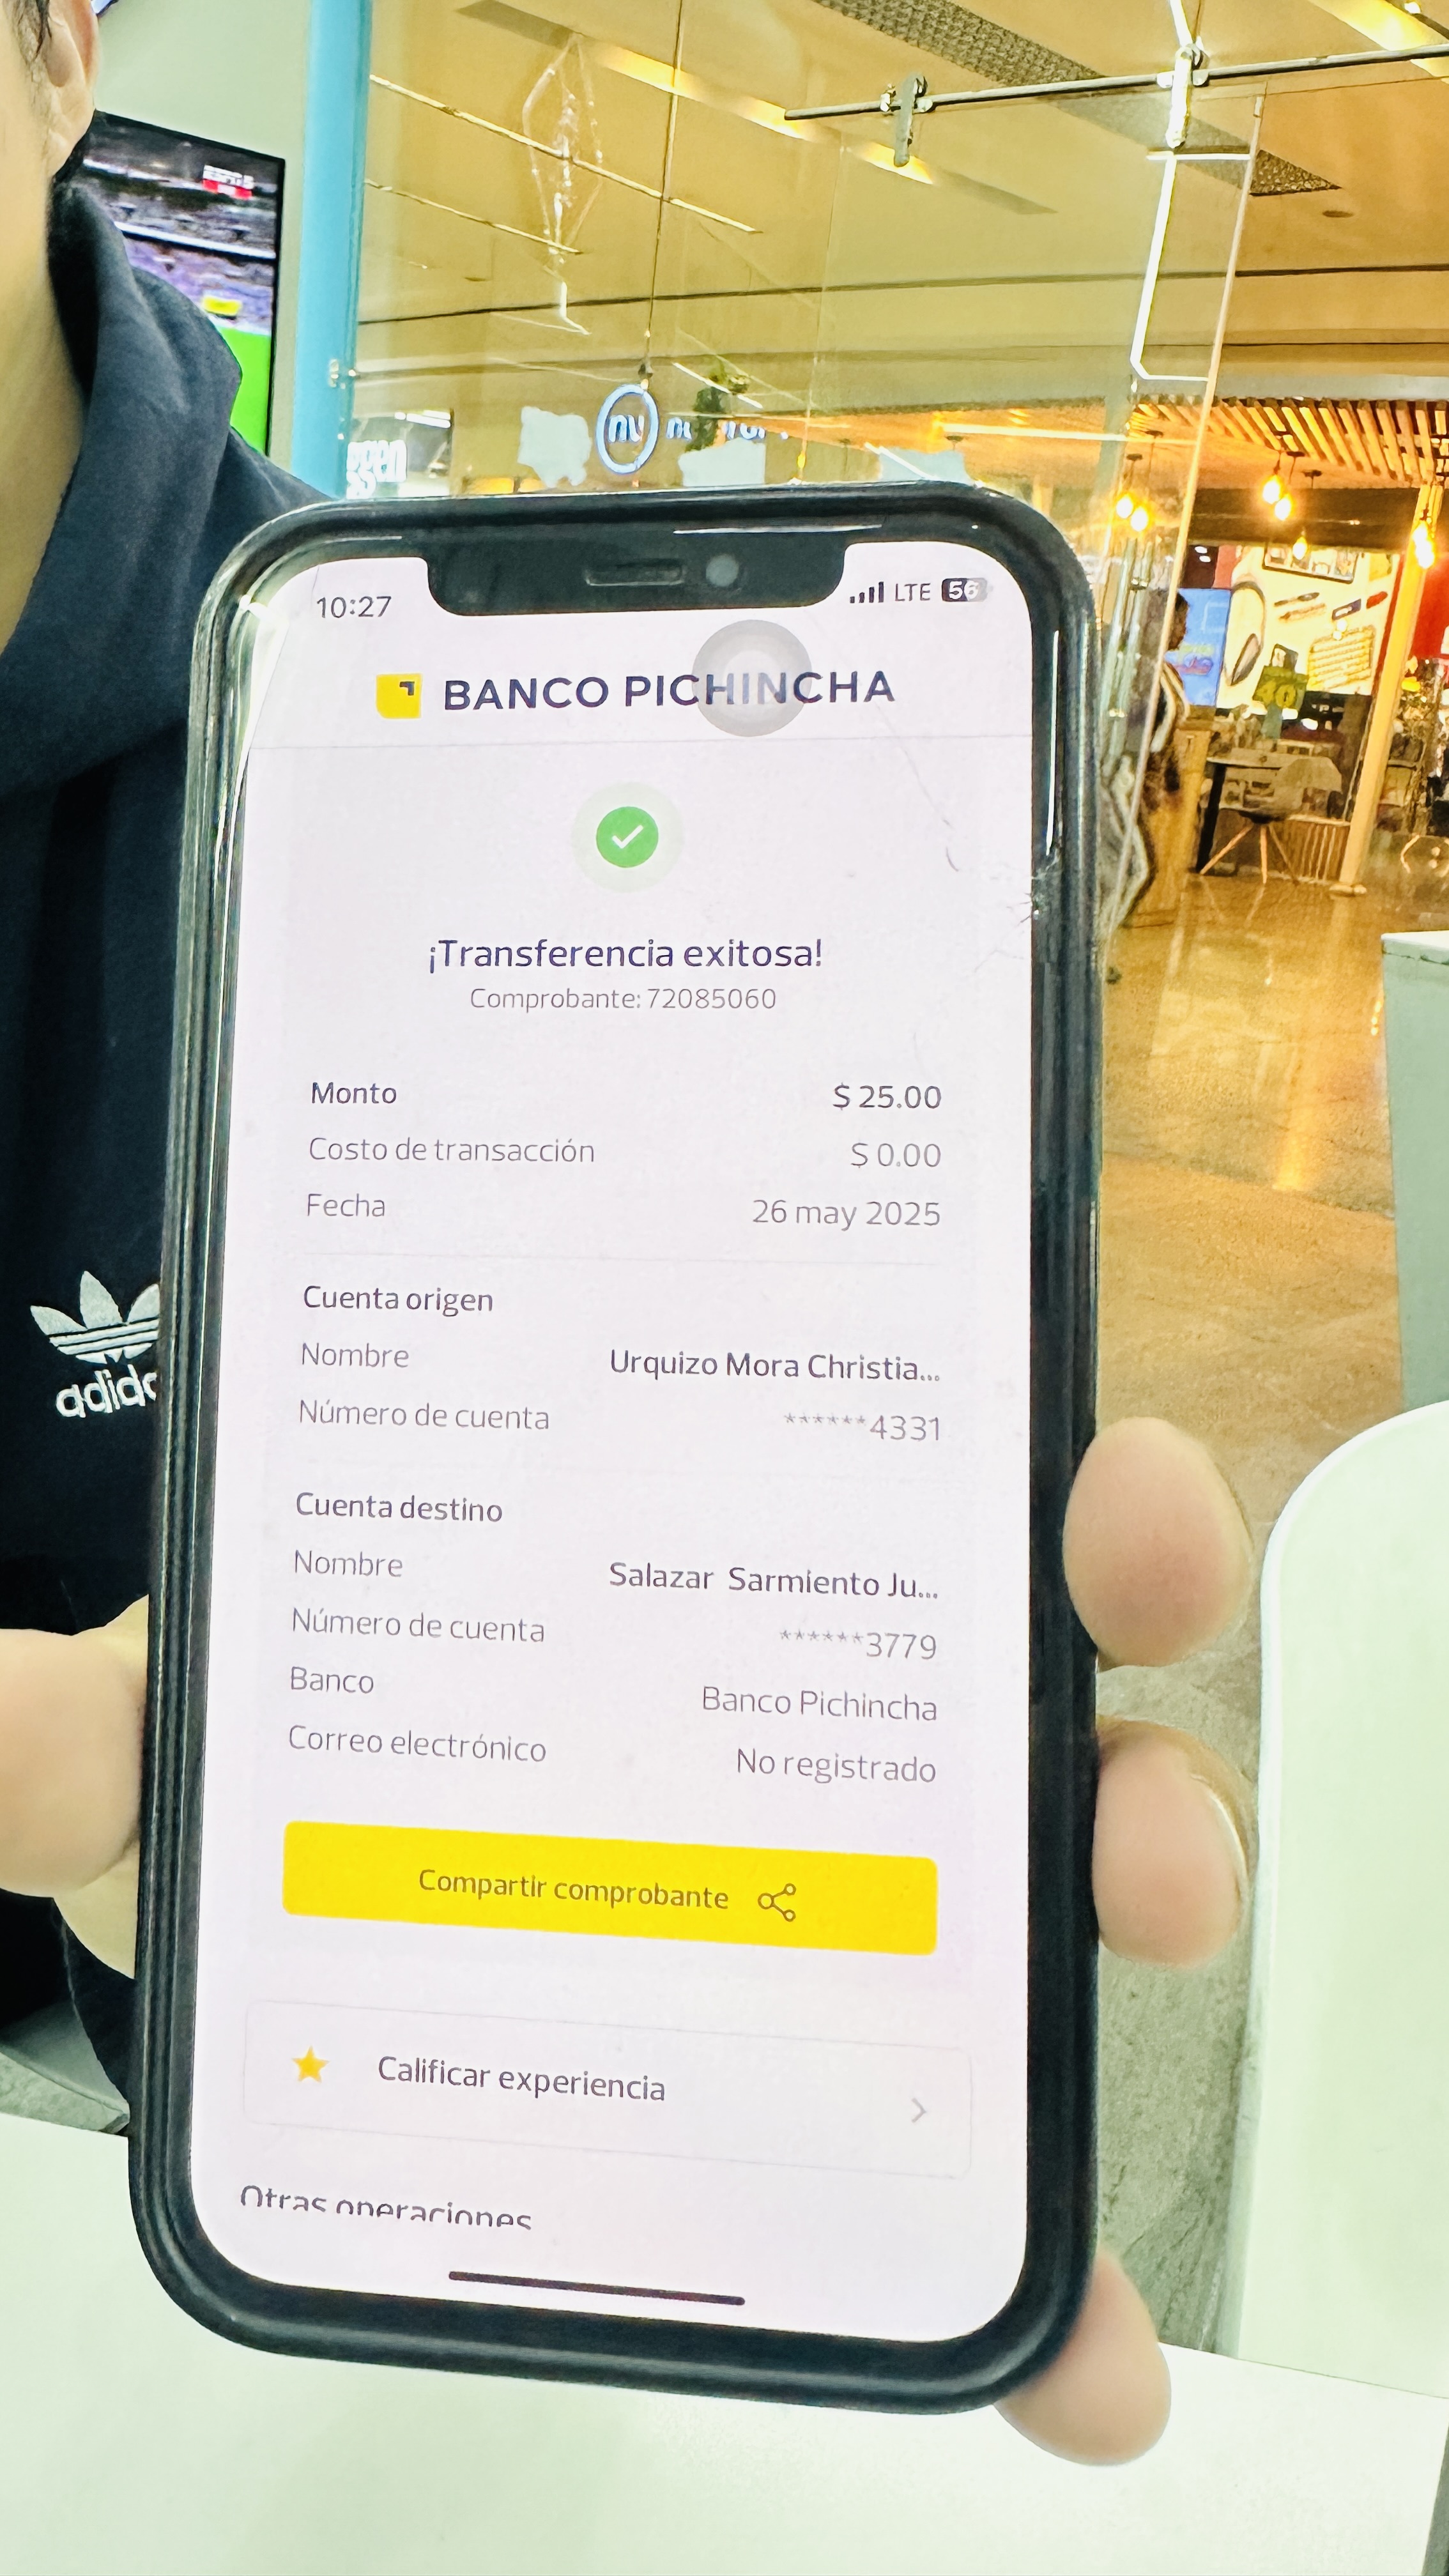 ny
10:27
LTE 56
BANCO PICHINCHA
¡Transferencia exitosa!
Comprobante: 72085060
Monto $ 25.00
Costo de transacción $ 0.00
Fecha 26 may 2025
Cuenta origen
Nombre Urquizo Mora Christia...
Número de cuenta ******4331
Cuenta destino
Nombre Salazar Sarmiento Ju...
Número de cuenta ******3779
Banco Banco Pichincha
Correo electrónico No registrado
Compartir comprobante
Calificar experiencia
Otras operaciones
adida